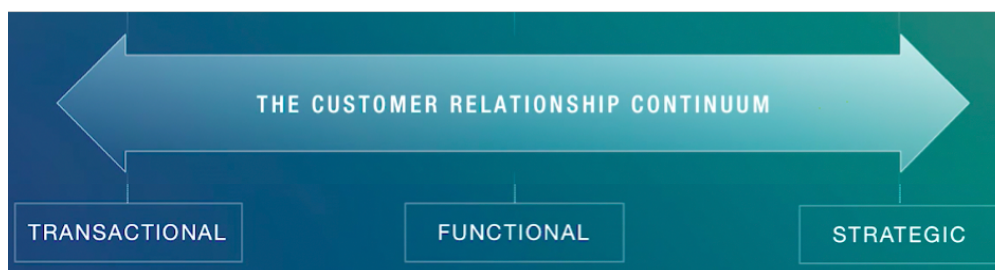 THE CUSTOMER RELATIONSHIP CONTINUUM
TRANSACTIONAL
FUNCTIONAL
STRATEGIC